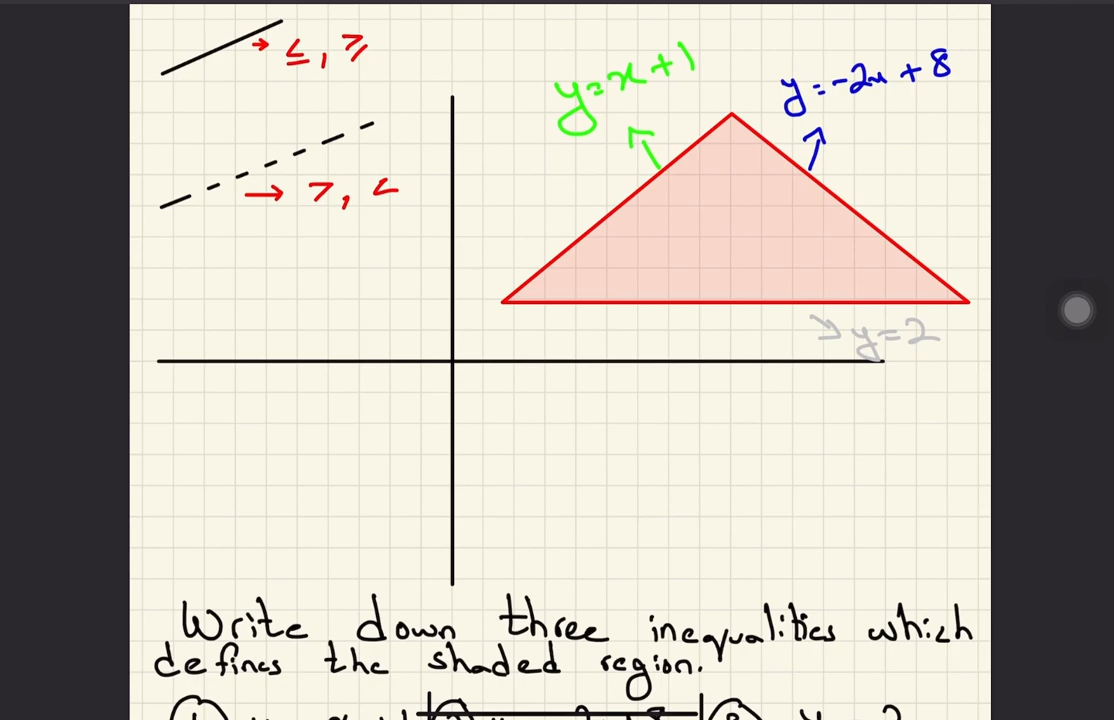 → ≤, ≥
y=x+1
y=-2x+8
→ >, <
y=2
Write down three inequalities which
defines the shaded region.